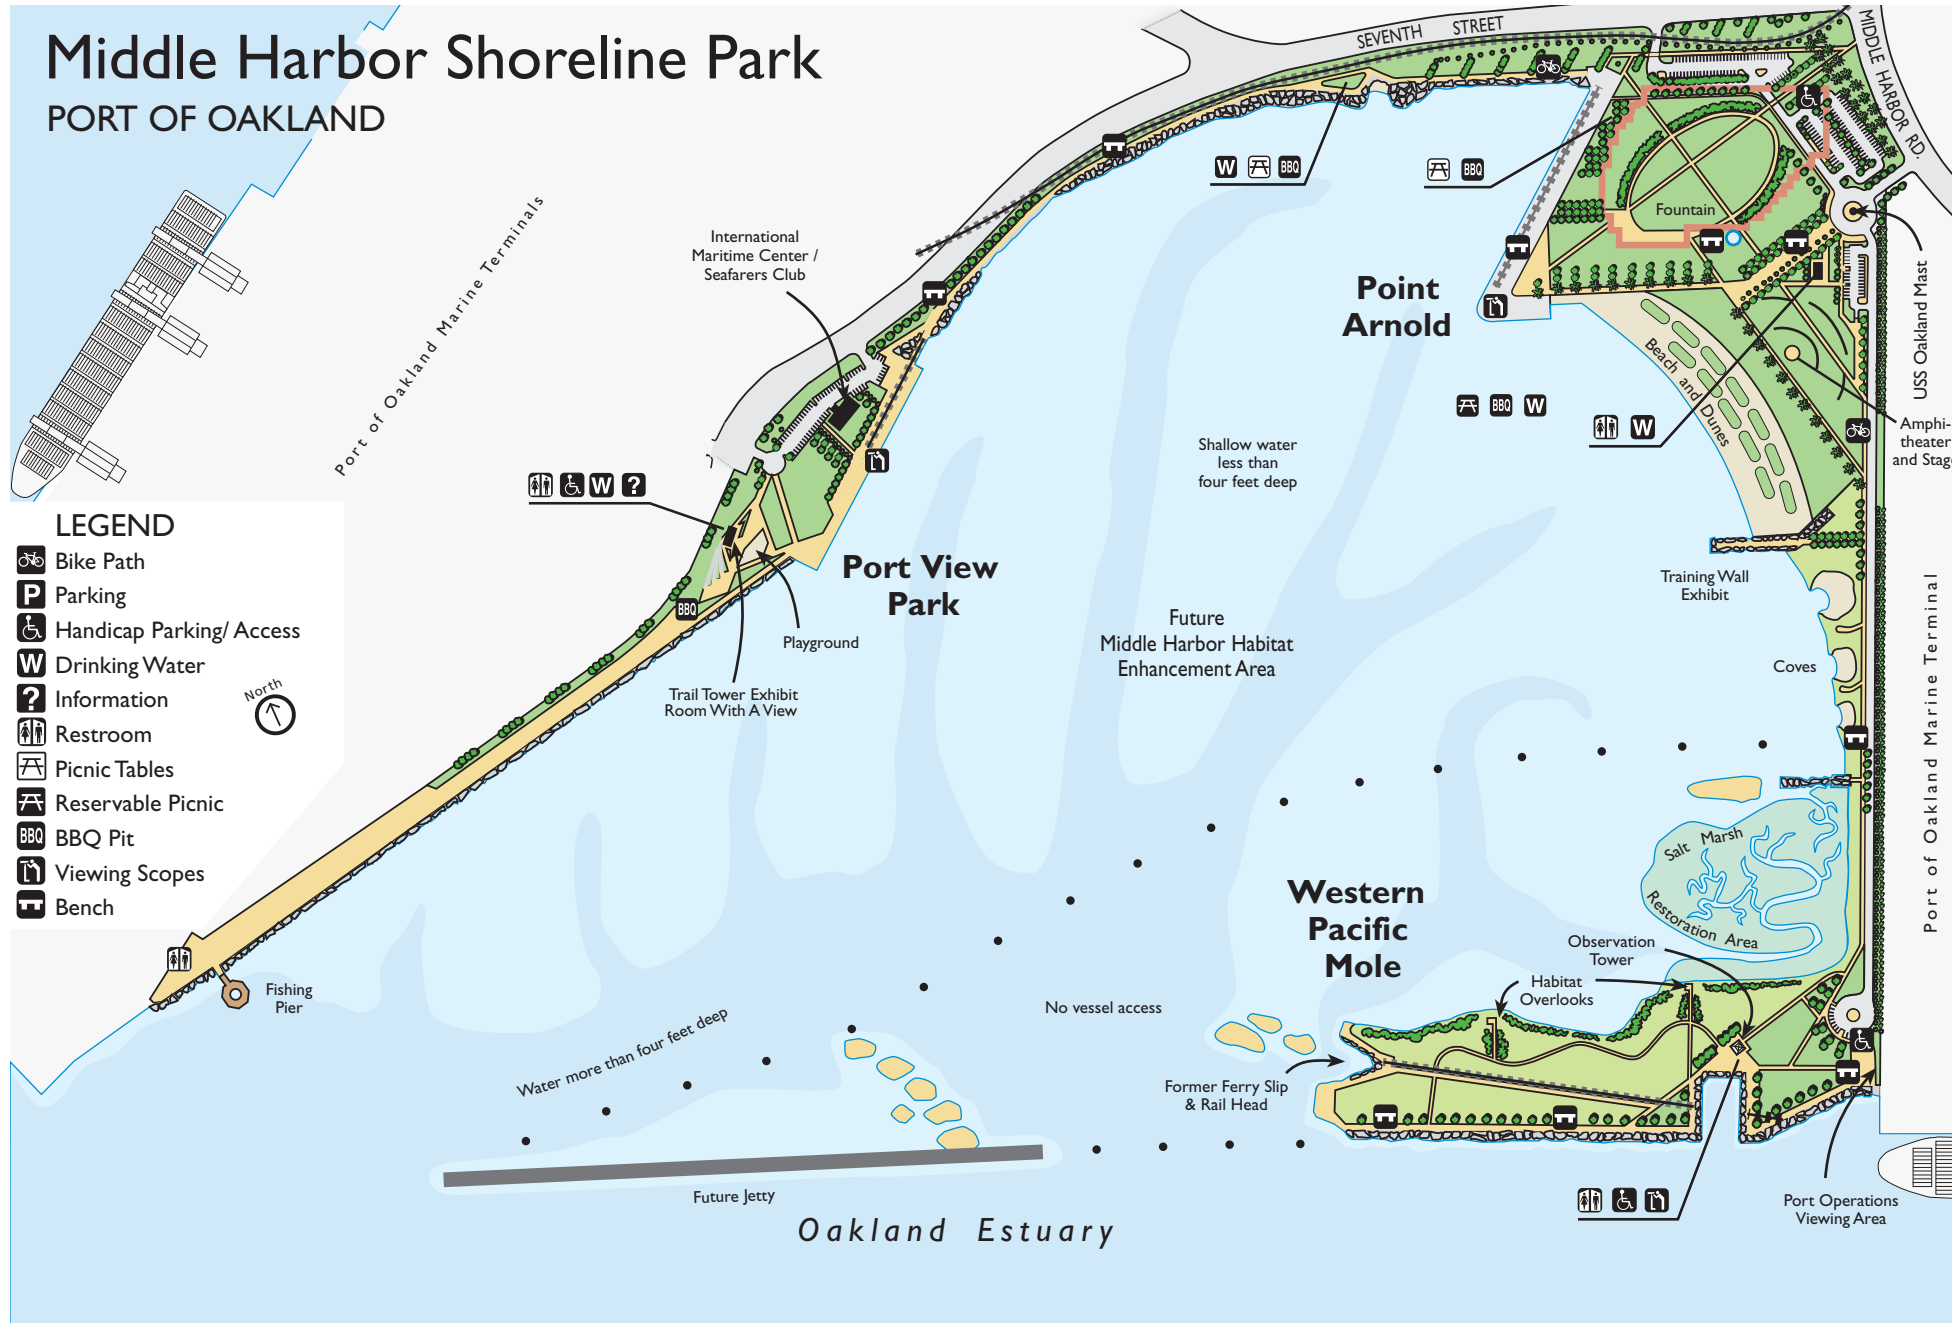 Middle Harbor Shoreline Park
PORT OF OAKLAND
SEVENTH STREET
MIDDLE HARBOR RD.
Port of Oakland Marine Terminals
International
Maritime Center /
Seafarers Club
W
BBQ
BBQ
Fountain
Point
Arnold
USS Oakland Mast
Beach and Dunes
BBQ
W
W
Amphi-
theater
and Stag
Shallow water
less than
four feet deep
W
?
LEGEND
Bike Path
P
Parking
Handicap Parking/ Access
W
Drinking Water
?
Information
Restroom
Picnic Tables
Reservable Picnic
BBQ
BBQ Pit
Viewing Scopes
Bench
North
Port View
Park
BBQ
Playground
Trail Tower Exhibit
Room With A View
Training Wall
Exhibit
Future
Middle Harbor Habitat
Enhancement Area
Coves
Port of Oakland Marine Terminal
Salt Marsh
Restoration Area
Western
Pacific
Mole
Observation
Tower
Habitat
Overlooks
Fishing
Pier
No vessel access
Water more than four feet deep
Former Ferry Slip
& Rail Head
Future Jetty
Port Operations
Viewing Area
Oakland Estuary